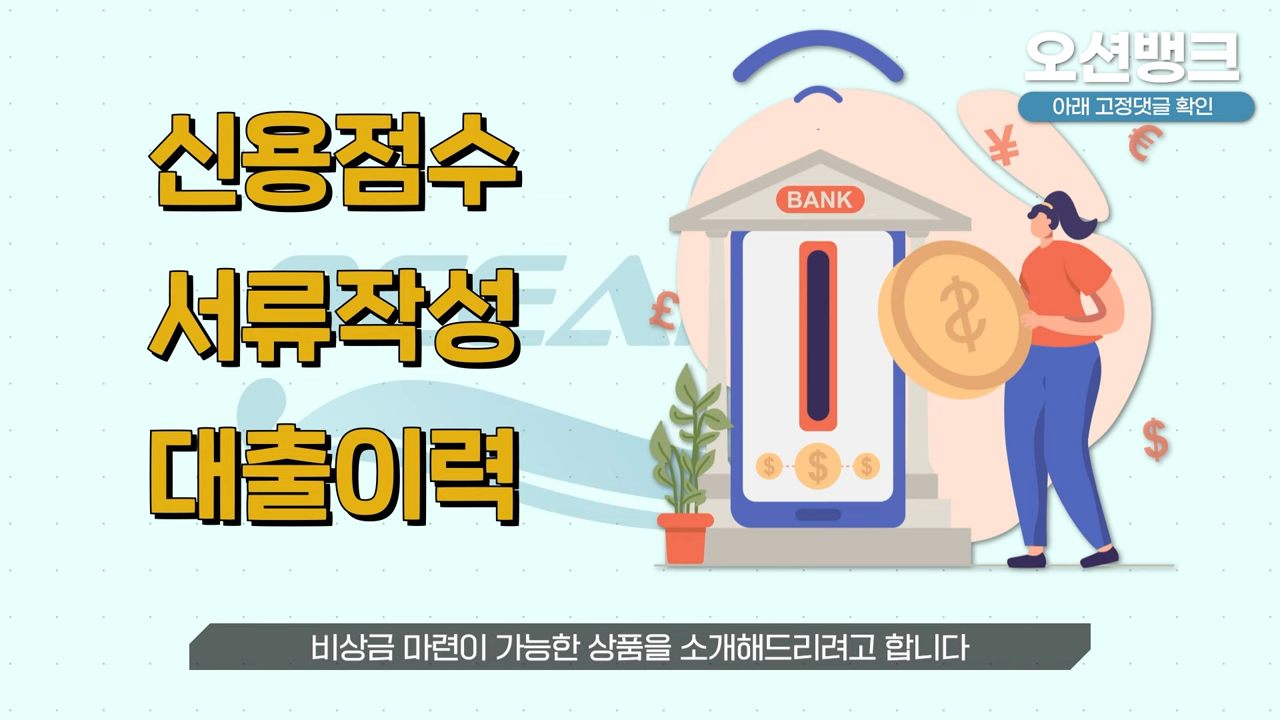 오션뱅크
아래 고정댓글 확인
신용점수
서류작성
대출이력
BANK
비상금 마련이 가능한 상품을 소개해드리려고 합니다